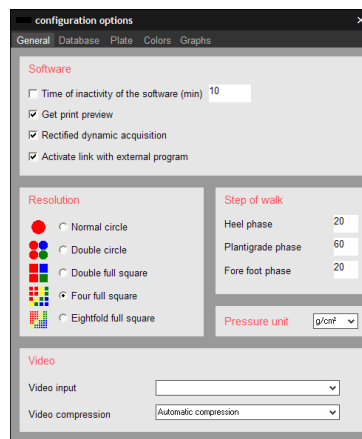 configuration options
General Database Plate Colors Graphs
Software
Time of inactivity of the software (min) 10
Get print preview
Rectified dynamic acquisition
Activate link with external program
Resolution
Normal circle
Double circle
Double full square
Four full square
Eightfold full square
Step of walk
Heel phase 20
Plantigrade phase 60
Fore foot phase 20
Pressure unit g/cm²
Video
Video input
Video compression Automatic compression